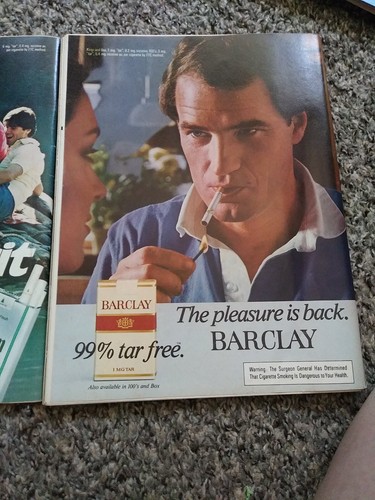 BARCLAY
1 MG TAR
99% tar free.
Also available in 100's and Box
The pleasure is back.
BARCLAY
Warning: The Surgeon General Has Determined
That Cigarette Smoking Is Dangerous to Your Health.
it